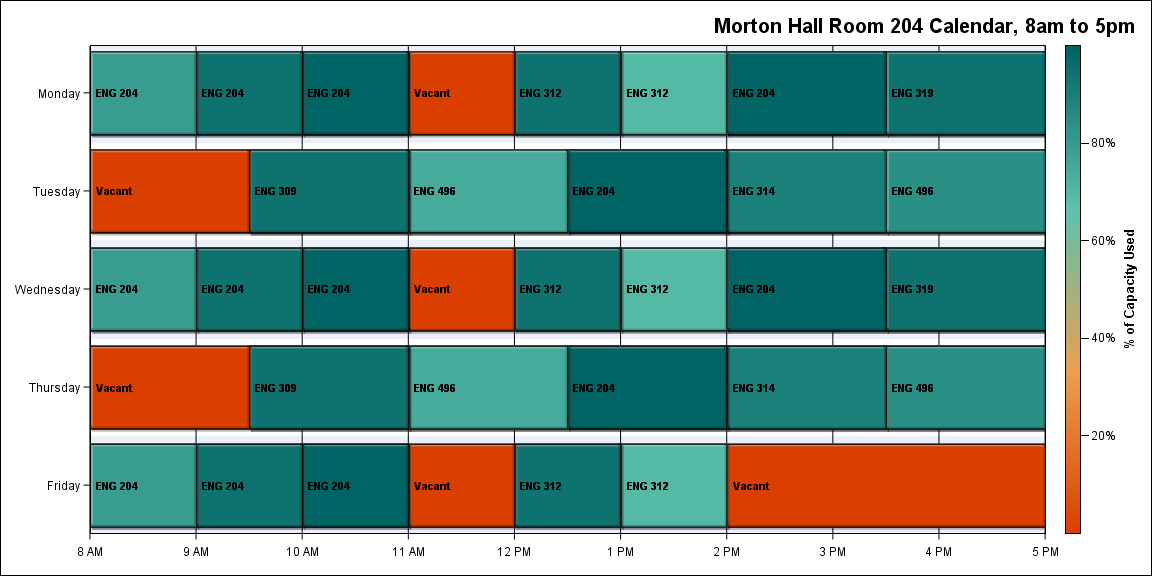 Morton Hall Room 204 Calendar, 8am to 5pm
Monday ENG 204 ENG 204 ENG 204 Vacant ENG 312 ENG 312 ENG 204 ENG 319
80%
Tuesday Vacant ENG 309 ENG 496 ENG 204 ENG 314 ENG 496
60%
Wednesday ENG 204 ENG 204 ENG 204 Vacant ENG 312 ENG 312 ENG 204 ENG 319
% of Capacity Used
40%
Thursday Vacant ENG 309 ENG 496 ENG 204 ENG 314 ENG 496
20%
Friday ENG 204 ENG 204 ENG 204 Vacant ENG 312 ENG 312 Vacant
8 AM 9 AM 10 AM 11 AM 12 PM 1 PM 2 PM 3 PM 4 PM 5 PM